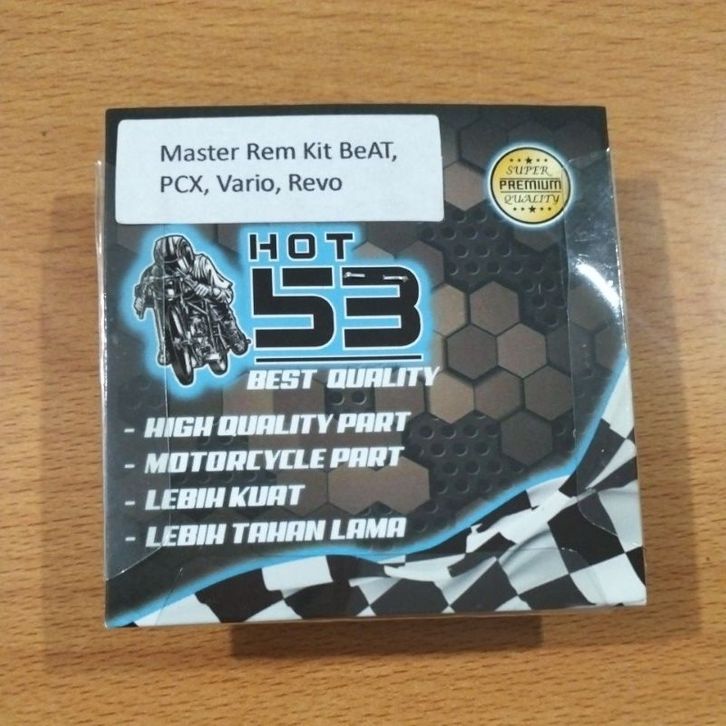 Master Rem Kit BeAT,
PCX, Vario, Revo
SUPER
PREMIUM
QUALITY
HOT
53
BEST QUALITY
- HIGH QUALITY PART
- MOTORCYCLE PART
- LEBIH KUAT
- LEBIH TAHAN LAMA